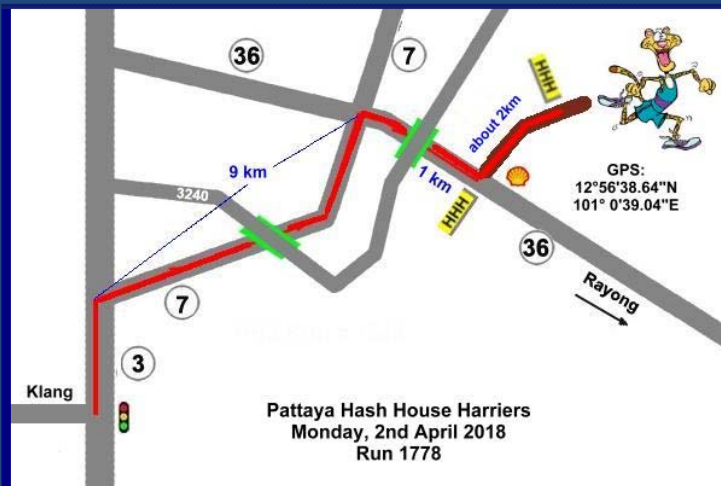 36
7
HHH
about 2km
9 km
1 km
GPS:
12°56'38.64"N
101° 0'39.04"E
3240
HHH
36
Rayong
7
3
Klang
Pattaya Hash House Harriers
Monday, 2nd April 2018
Run 1778